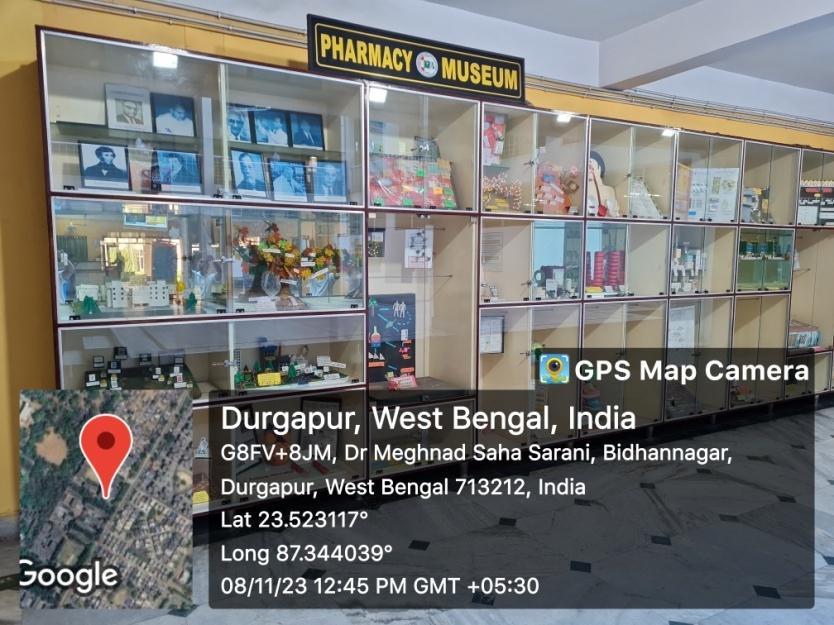 PHARMACY MUSEUM
GPS Map Camera
Durgapur, West Bengal, India
G8FV+8JM, Dr Meghnad Saha Sarani, Bidhannagar,
Durgapur, West Bengal 713212, India
Lat 23.523117°
Long 87.344039°
08/11/23 12:45 PM GMT +05:30
Google